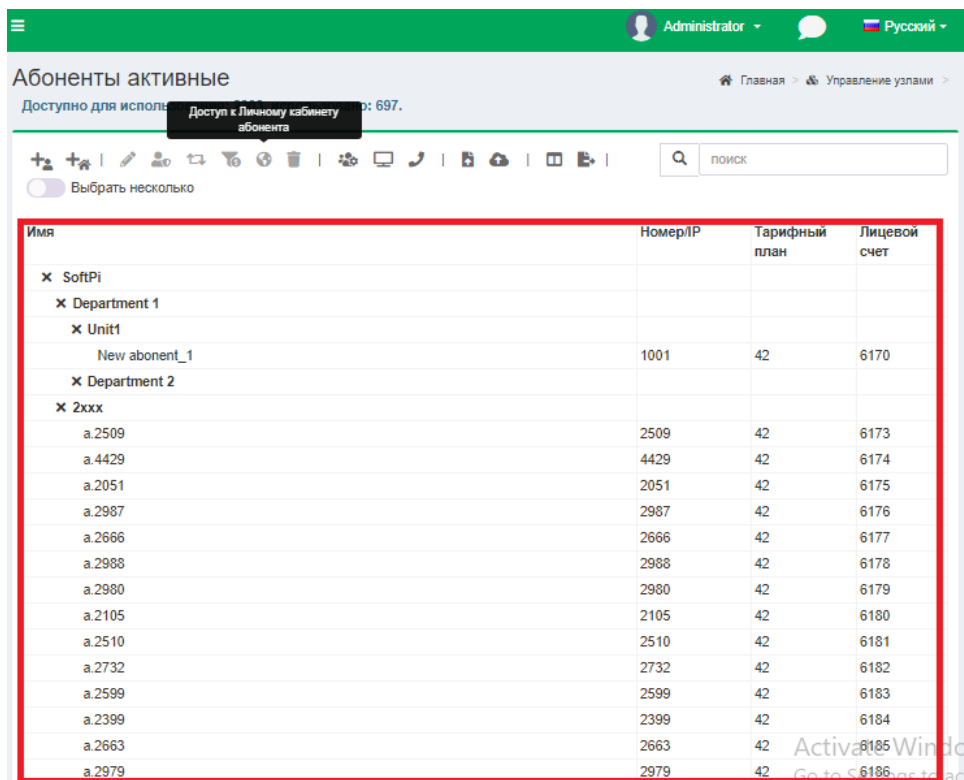 Administrator
Русский
Абоненты активные
Главная > Управление узлами >
Доступно для исполь : 697.
Доступ к Личному кабинету
абонента
поиск
Выбрать несколько
Имя Номер/IP Тарифный план Лицевой счет
SoftPi
Department 1
Unit1
New abonent_1 1001 42 6170
Department 2
2xxx
a.2509 2509 42 6173
a.4429 4429 42 6174
a.2051 2051 42 6175
a.2987 2987 42 6176
a.2666 2666 42 6177
a.2988 2988 42 6178
a.2980 2980 42 6179
a.2105 2105 42 6180
a.2510 2510 42 6181
a.2732 2732 42 6182
a.2599 2599 42 6183
a.2399 2399 42 6184
a.2663 2663 42 6185
Activate Windo
a.2979 2979 42 6186
Go to Settings to ac